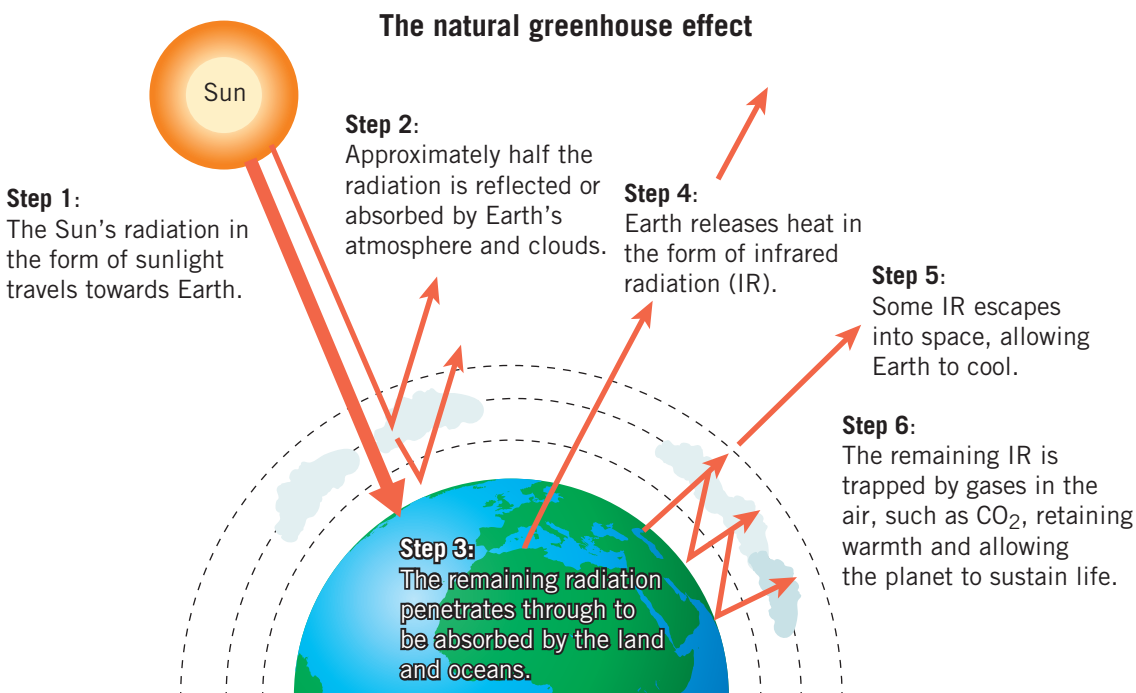 The natural greenhouse effect
Sun
Step 1:
The Sun's radiation in
the form of sunlight
travels towards Earth.
Step 2:
Approximately half the
radiation is reflected or
absorbed by Earth's
atmosphere and clouds.
Step 3:
The remaining radiation
penetrates through to
be absorbed by the land
and oceans.
Step 4:
Earth releases heat in
the form of infrared
radiation (IR).
Step 5:
Some IR escapes
into space, allowing
Earth to cool.
Step 6:
The remaining IR is
trapped by gases in the
air, such as CO₂, retaining
warmth and allowing
the planet to sustain life.